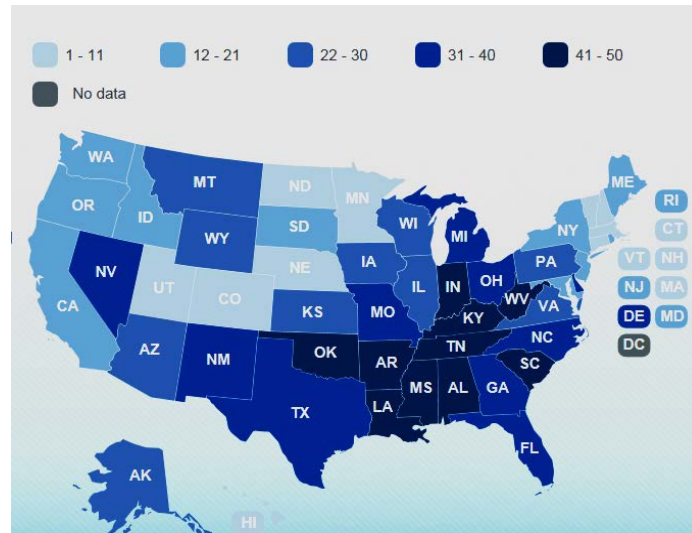 1 - 11
12 - 21
22 - 30
31 - 40
41 - 50
No data
WA
MT
ND
MN
ME
OR
ID
SD
WI
MI
NY
RI
WY
CT
NV
NE
IA
PA
VT
NH
UT
CO
IL
IN
OH
NJ
MA
CA
KS
MO
WV
VA
DE
MD
KY
AZ
NM
OK
AR
TN
NC
DC
MS
AL
SC
GA
TX
LA
FL
AK
HI